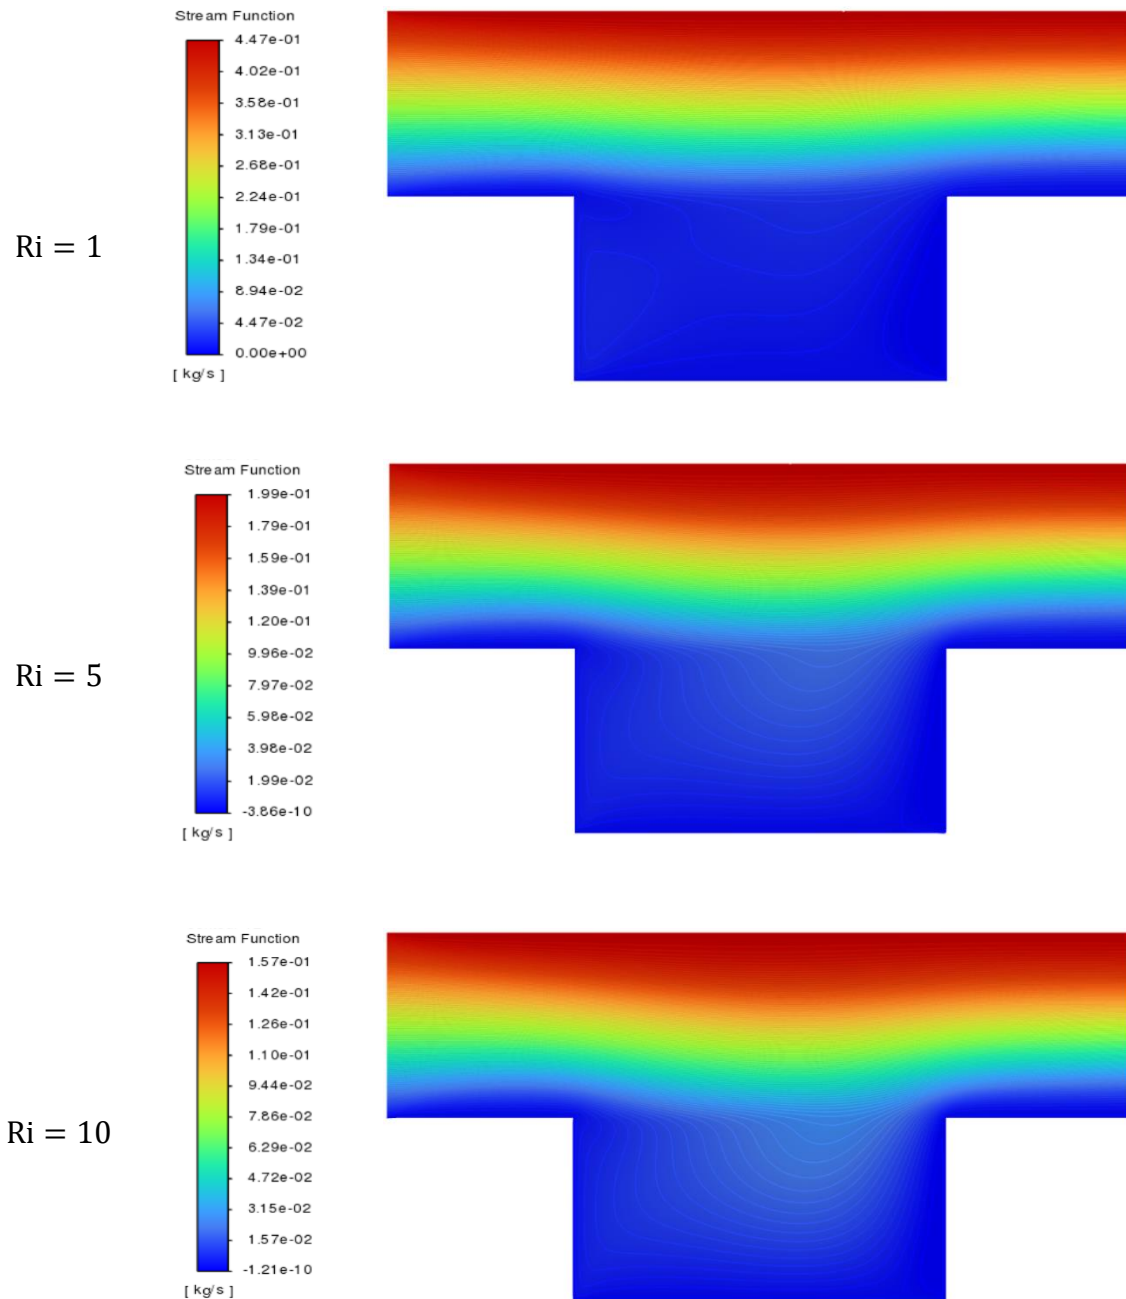 Stream Function
4.47e-01
4.02e-01
3.58e-01
3.13e-01
2.68e-01
2.24e-01
1.79e-01
1.34e-01
8.94e-02
4.47e-02
0.00e+00
[ kg/s ]
Ri = 1
Stream Function
1.99e-01
1.79e-01
1.59e-01
1.39e-01
1.20e-01
9.96e-02
7.97e-02
5.98e-02
3.98e-02
1.99e-02
-3.86e-10
[ kg/s ]
Ri = 5
Stream Function
1.57e-01
1.42e-01
1.26e-01
1.10e-01
9.44e-02
7.86e-02
6.29e-02
4.72e-02
3.15e-02
1.57e-02
-1.21e-10
[ kg/s ]
Ri = 10